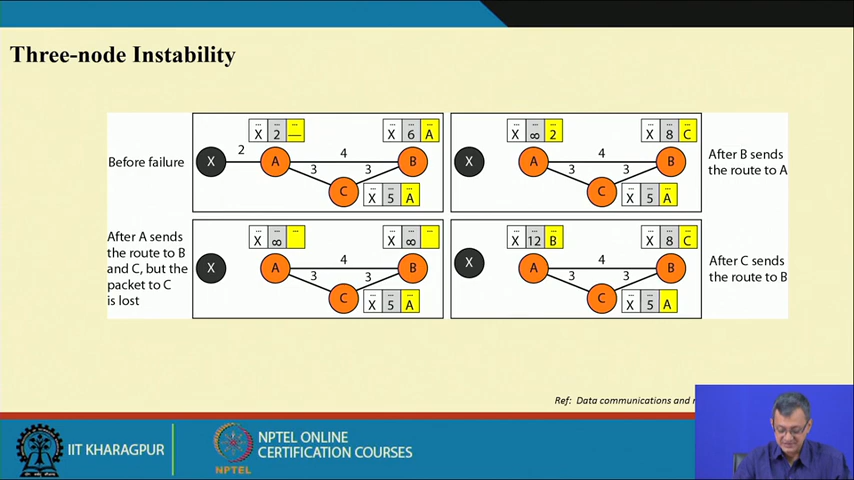 Three-node Instability
Before failure
... ... ...
X 2 —
... ... ...
X 6 A
X
2
A
4
B
3
3
C
... ... ...
X 5 A
... ... ...
X ∞ 2
... ... ...
X 8 C
X
A
4
B
3
3
C
... ... ...
X 5 A
After B sends
the route to A
After A sends
the route to B
and C, but the
packet to C
is lost
... ... ...
X ∞
... ... ...
X ∞
X
A
4
B
3
3
C
... ... ...
X 5 A
... ... ...
X 12 B
... ... ...
X 8 C
X
A
4
B
3
3
C
... ... ...
X 5 A
After C sends
the route to B
Ref: Data communications and
IIT KHARAGPUR
NPTEL
NPTEL ONLINE
CERTIFICATION COURSES